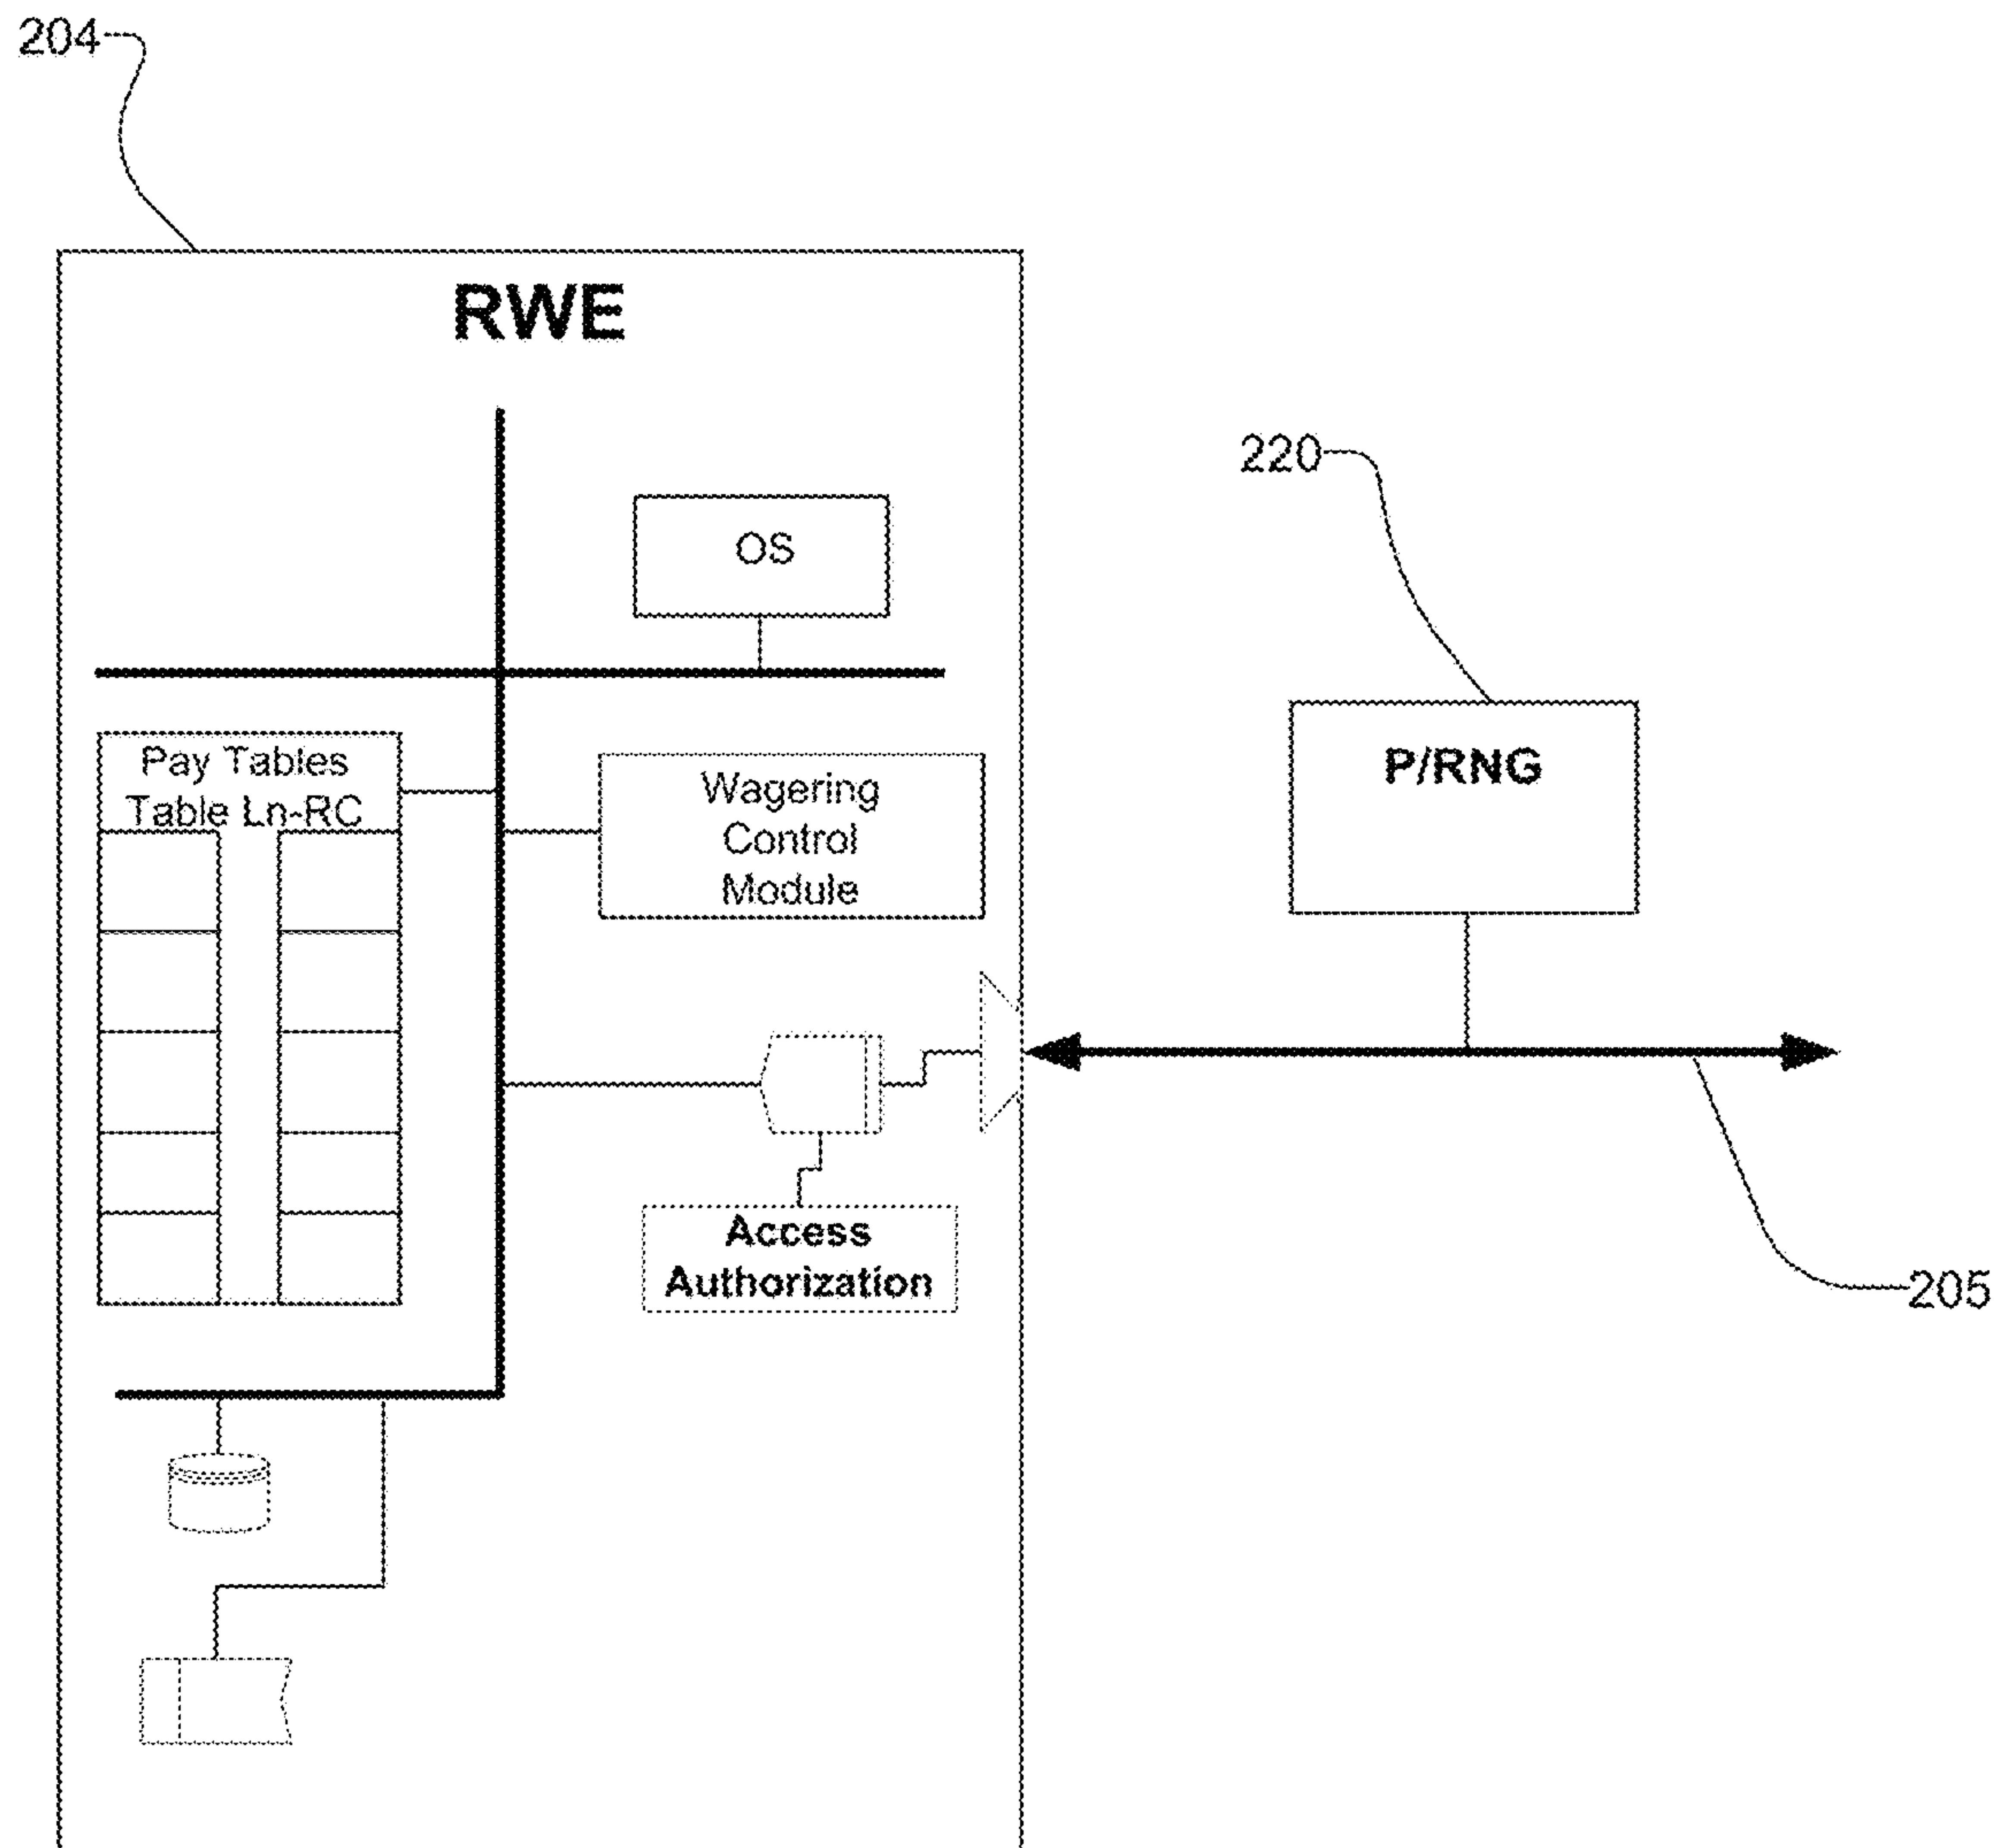 204
RWE
220
OS
Pay Tables
Table Ln-RC
Wagering
Control
Module
P/RNG
Access
Authorization
205